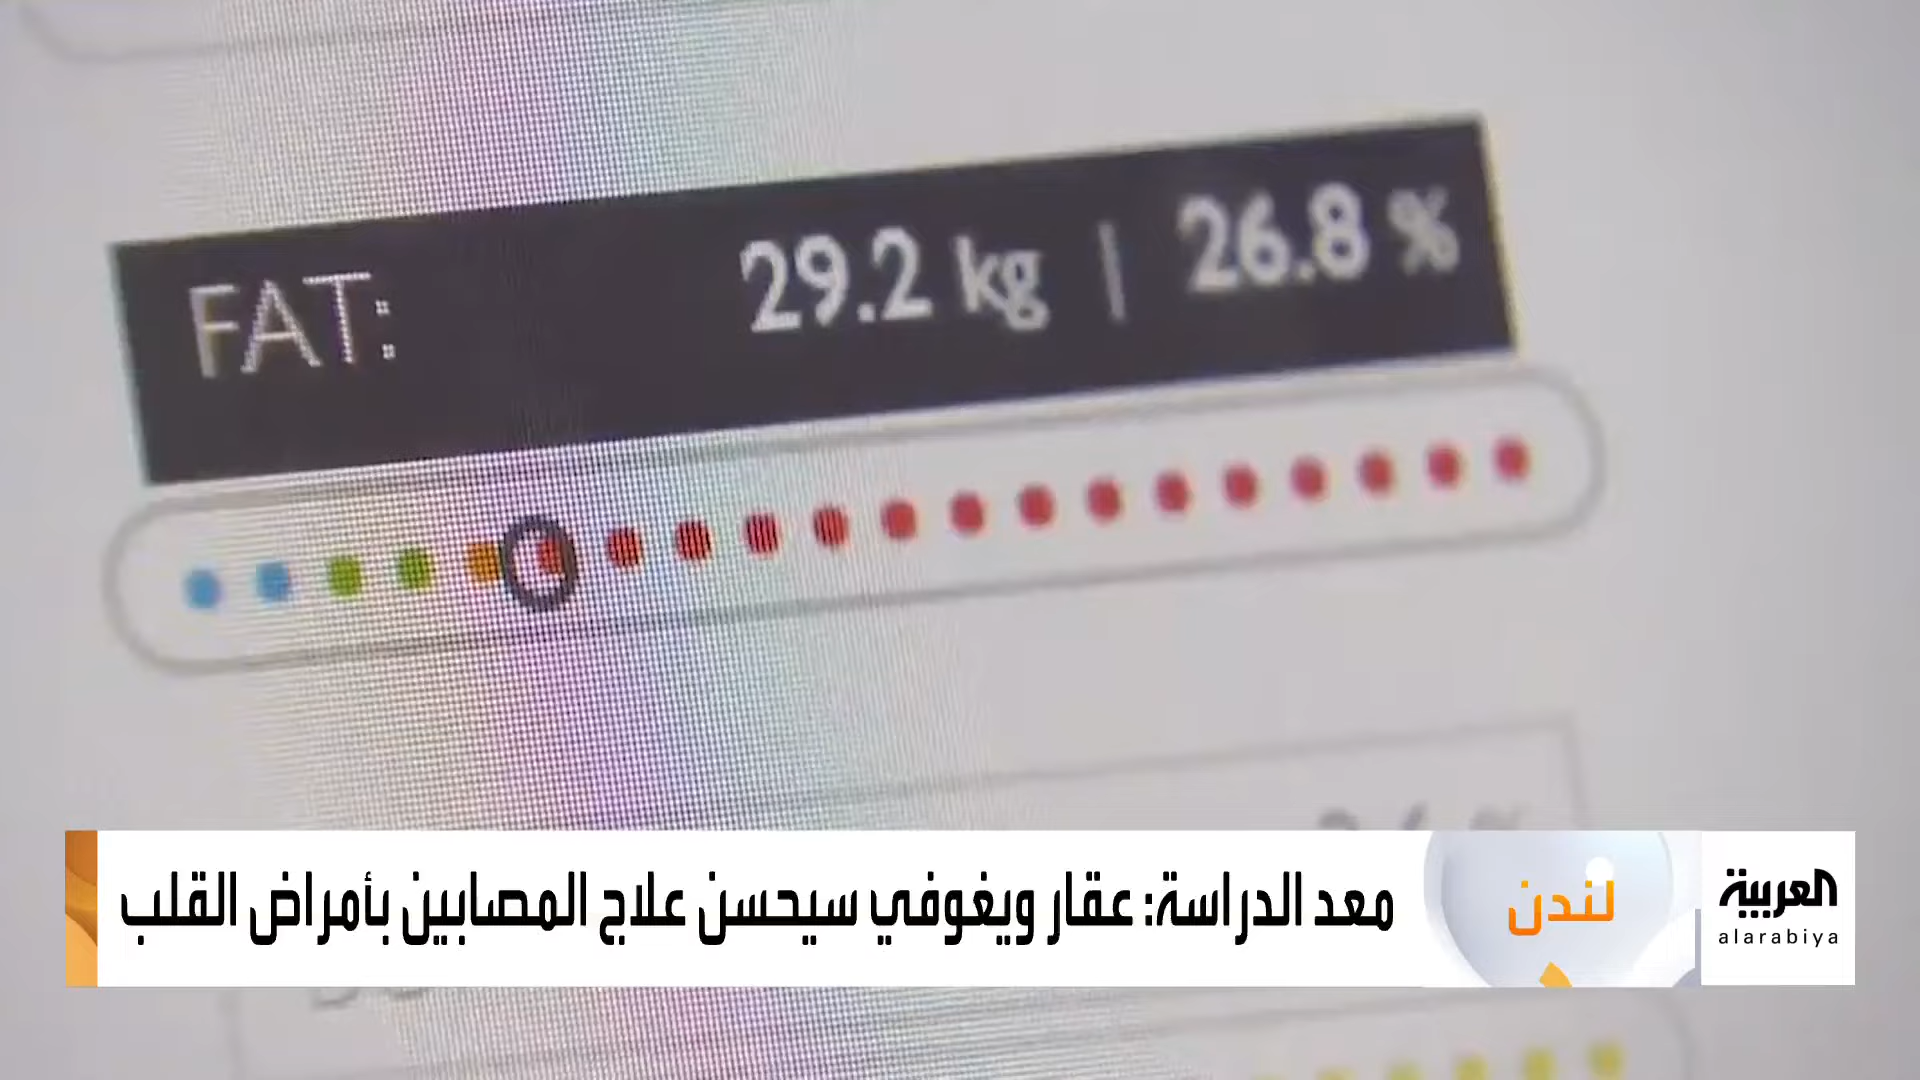 FAT: 29.2 kg | 26.8 %
معد الدراسة: عقار ويغوفي سيحسن علاج المصابين بأمراض القلب
لندن
العربية
alarabiya